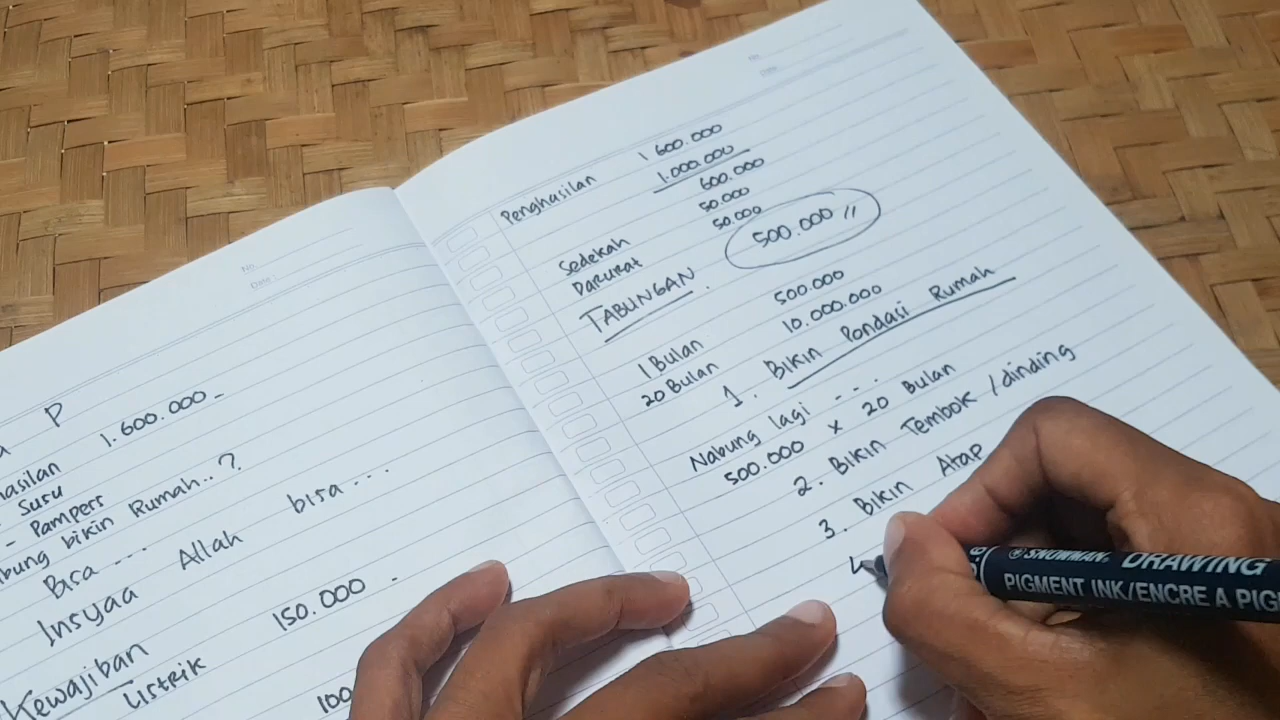 P
1.600.000
Susu
- Pampers
bikin Rumah..?
Bisa...
Insyaa Allah bisa...
Kewajiban 150.000
Listrik
100
No
Date :
No
Date
Penghasilan 1.600.000
1.000.000
600.000
Sedekah 50.000
Darurat 50.000
TABUNGAN. 500.000 ,,
1 Bulan 500.000
20 Bulan 10.000.000
1. Bikin Pondasi Rumah
Nabung lagi ...
500.000 x 20 Bulan
2. Bikin Tembok /dinding
3. Bikin Atap
SNOWMAN® DRAWING
PIGMENT INK/ENCRE A PIG